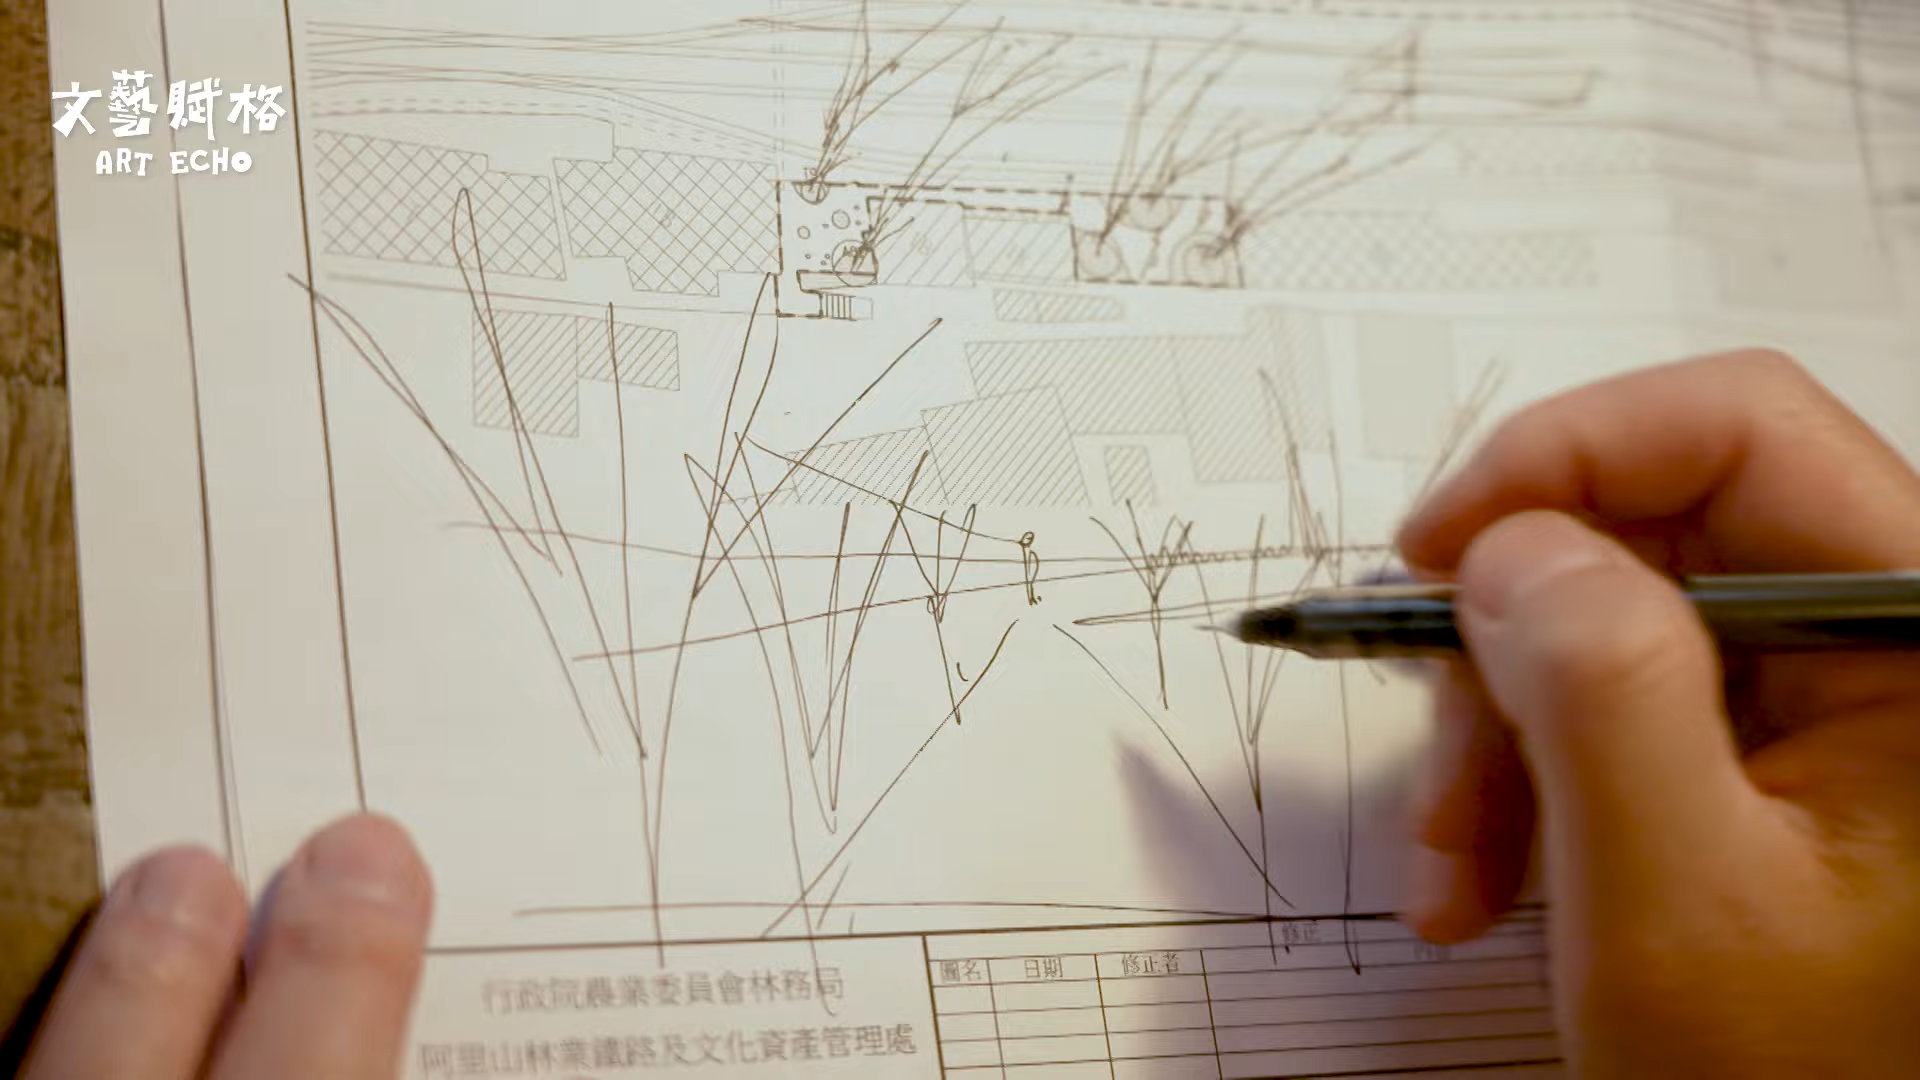 文藝賦格
ART ECHO
修正
圖名 日期 修正者
行政院農業委員會林務局
阿里山林業鐵路及文化資產管理處